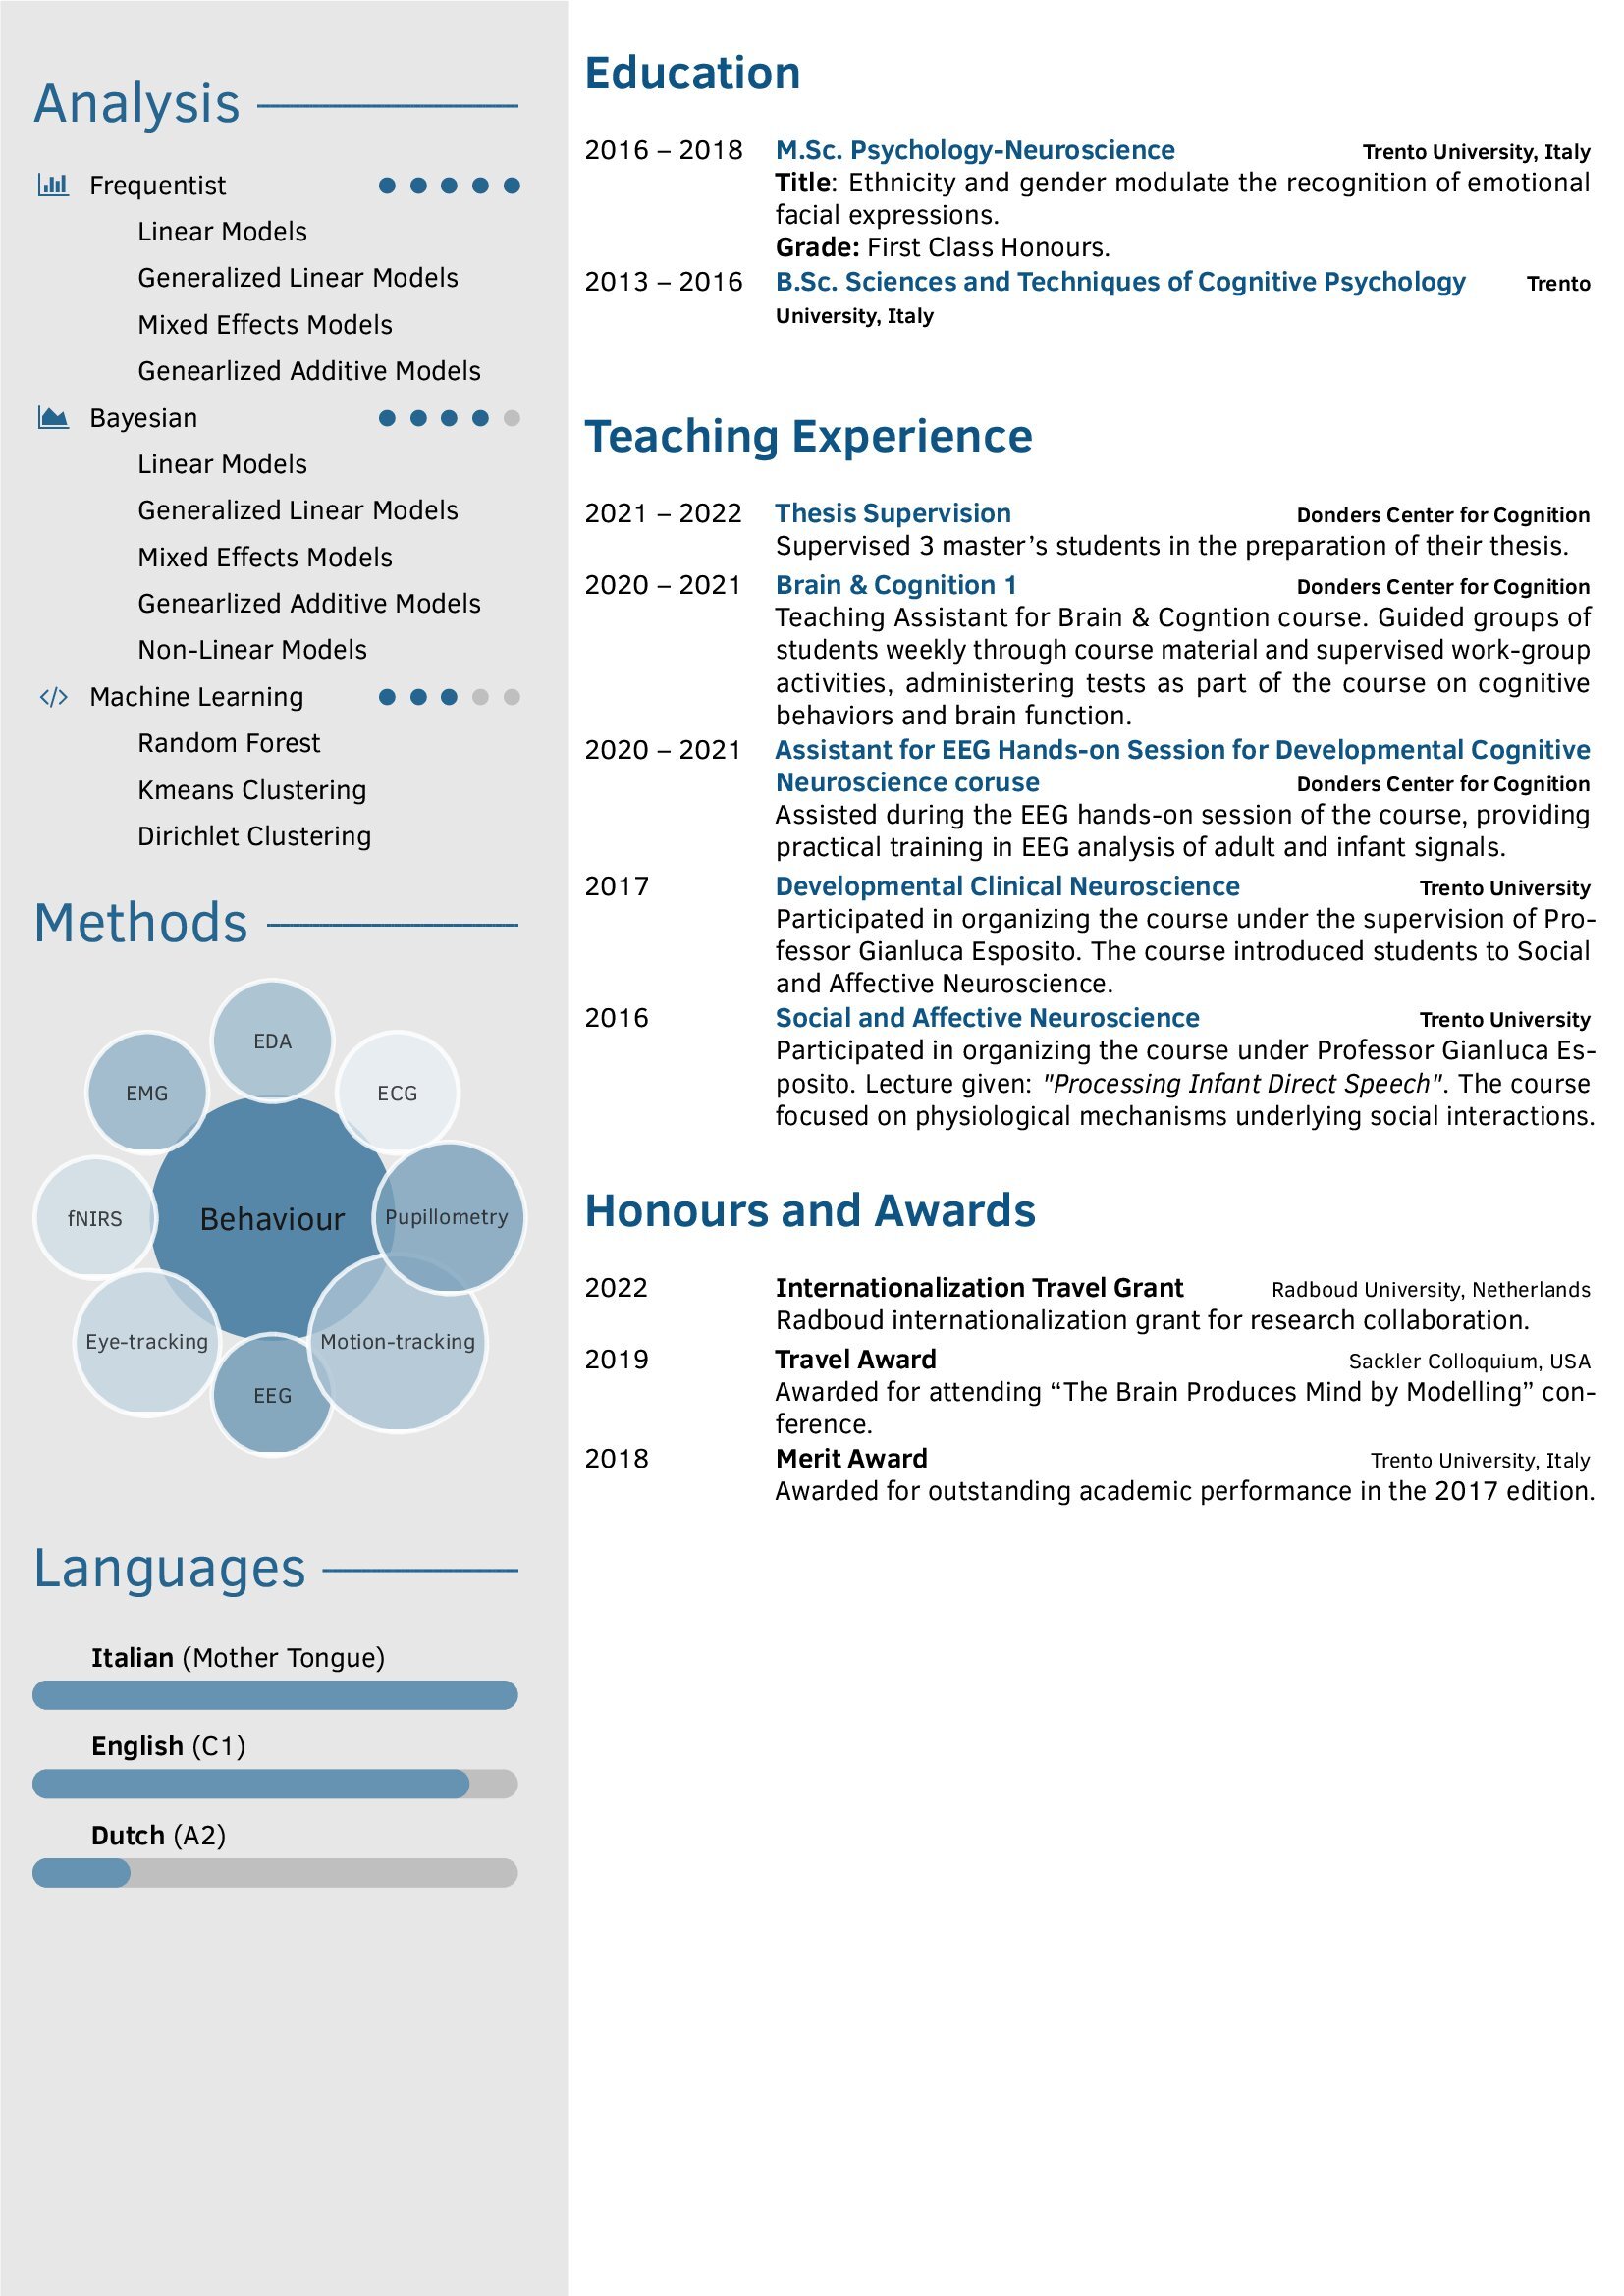 Analysis
Frequentist
Linear Models
Generalized Linear Models
Mixed Effects Models
Genearlized Additive Models
Bayesian
Linear Models
Generalized Linear Models
Mixed Effects Models
Genearlized Additive Models
Non-Linear Models
Machine Learning
Random Forest
Kmeans Clustering
Dirichlet Clustering
Methods
EDA
EMG
ECG
fNIRS
Behaviour
Pupillometry
Eye-tracking
Motion-tracking
EEG
Languages
Italian (Mother Tongue)
English (C1)
Dutch (A2)
Education
2016 – 2018 M.Sc. Psychology-Neuroscience Trento University, Italy
Title: Ethnicity and gender modulate the recognition of emotional
facial expressions.
Grade: First Class Honours.
2013 – 2016 B.Sc. Sciences and Techniques of Cognitive Psychology Trento
University, Italy
Teaching Experience
2021 – 2022 Thesis Supervision Donders Center for Cognition
Supervised 3 master’s students in the preparation of their thesis.
2020 – 2021 Brain & Cognition 1 Donders Center for Cognition
Teaching Assistant for Brain & Cogntion course. Guided groups of
students weekly through course material and supervised work-group
activities, administering tests as part of the course on cognitive
behaviors and brain function.
2020 – 2021 Assistant for EEG Hands-on Session for Developmental Cognitive
Neuroscience coruse Donders Center for Cognition
Assisted during the EEG hands-on session of the course, providing
practical training in EEG analysis of adult and infant signals.
2017 Developmental Clinical Neuroscience Trento University
Participated in organizing the course under the supervision of Pro-
fessor Gianluca Esposito. The course introduced students to Social
and Affective Neuroscience.
2016 Social and Affective Neuroscience Trento University
Participated in organizing the course under Professor Gianluca Es-
posito. Lecture given: "Processing Infant Direct Speech". The course
focused on physiological mechanisms underlying social interactions.
Honours and Awards
2022 Internationalization Travel Grant Radboud University, Netherlands
Radboud internationalization grant for research collaboration.
2019 Travel Award Sackler Colloquium, USA
Awarded for attending “The Brain Produces Mind by Modelling” con-
ference.
2018 Merit Award Trento University, Italy
Awarded for outstanding academic performance in the 2017 edition.